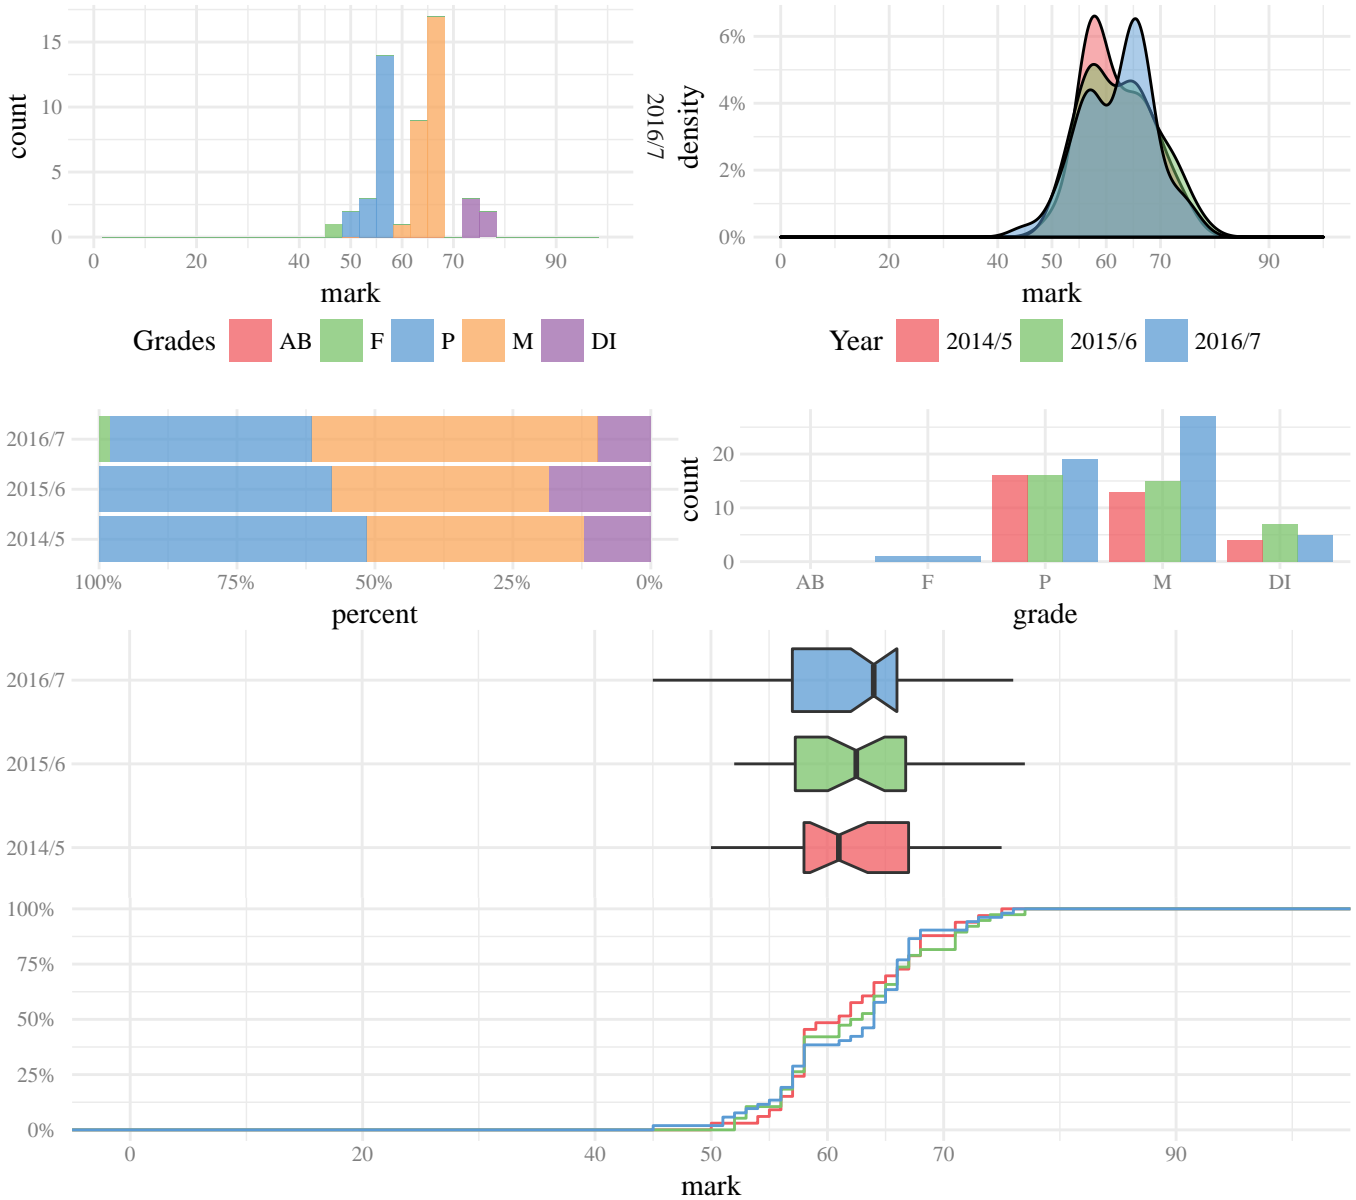 15
10
5
0
count
0 20 40 50 60 70 90
mark
2016/7
6%
4%
2%
0%
density
0 20 40 50 60 70 90
mark
Grades AB F P M DI
Year 2014/5 2015/6 2016/7
2016/7
2015/6
2014/5
100% 75% 50% 25% 0%
percent
20
10
0
count
AB F P M DI
grade
2016/7
2015/6
2014/5
100%
75%
50%
25%
0%
0 20 40 50 60 70 90
mark